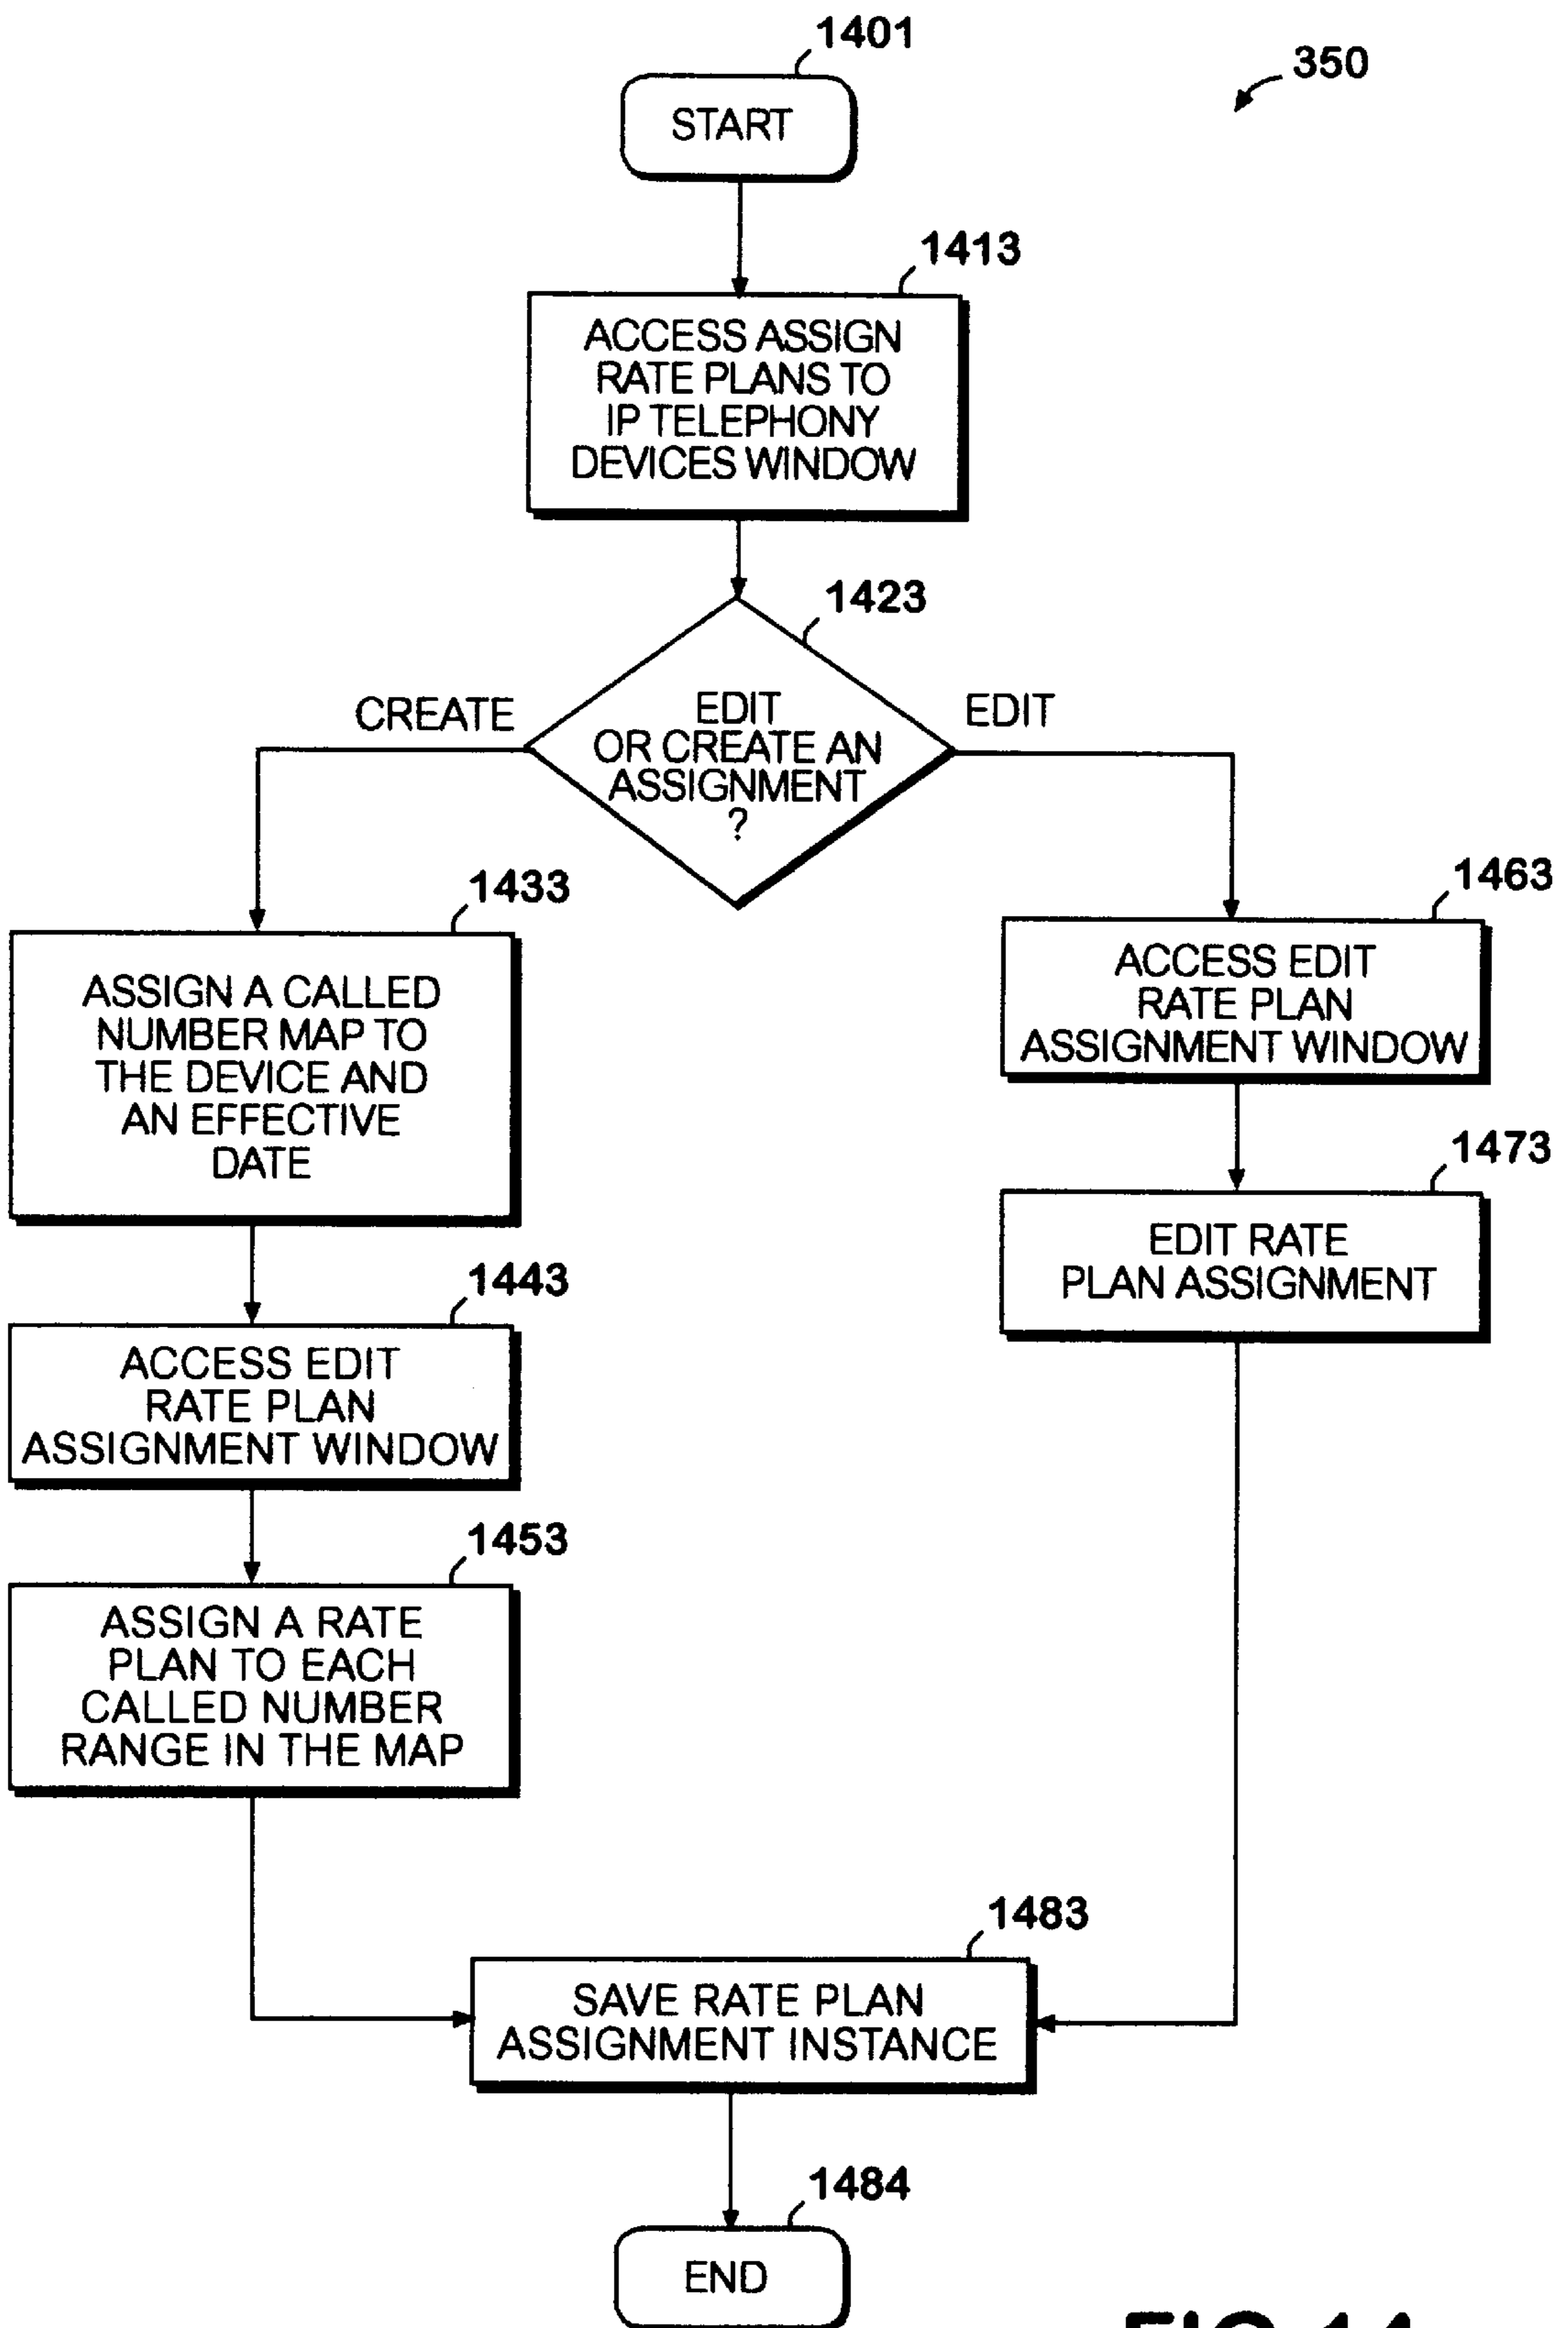 1401
350
START
1413
ACCESS ASSIGN
RATE PLANS TO
IP TELEPHONY
DEVICES WINDOW
1423
CREATE
EDIT
OR CREATE AN
ASSIGNMENT
?
EDIT
1433
ASSIGN A CALLED
NUMBER MAP TO
THE DEVICE AND
AN EFFECTIVE
DATE
1463
ACCESS EDIT
RATE PLAN
ASSIGNMENT WINDOW
1473
EDIT RATE
PLAN ASSIGNMENT
1443
ACCESS EDIT
RATE PLAN
ASSIGNMENT WINDOW
1453
ASSIGN A RATE
PLAN TO EACH
CALLED NUMBER
RANGE IN THE MAP
1483
SAVE RATE PLAN
ASSIGNMENT INSTANCE
1484
END